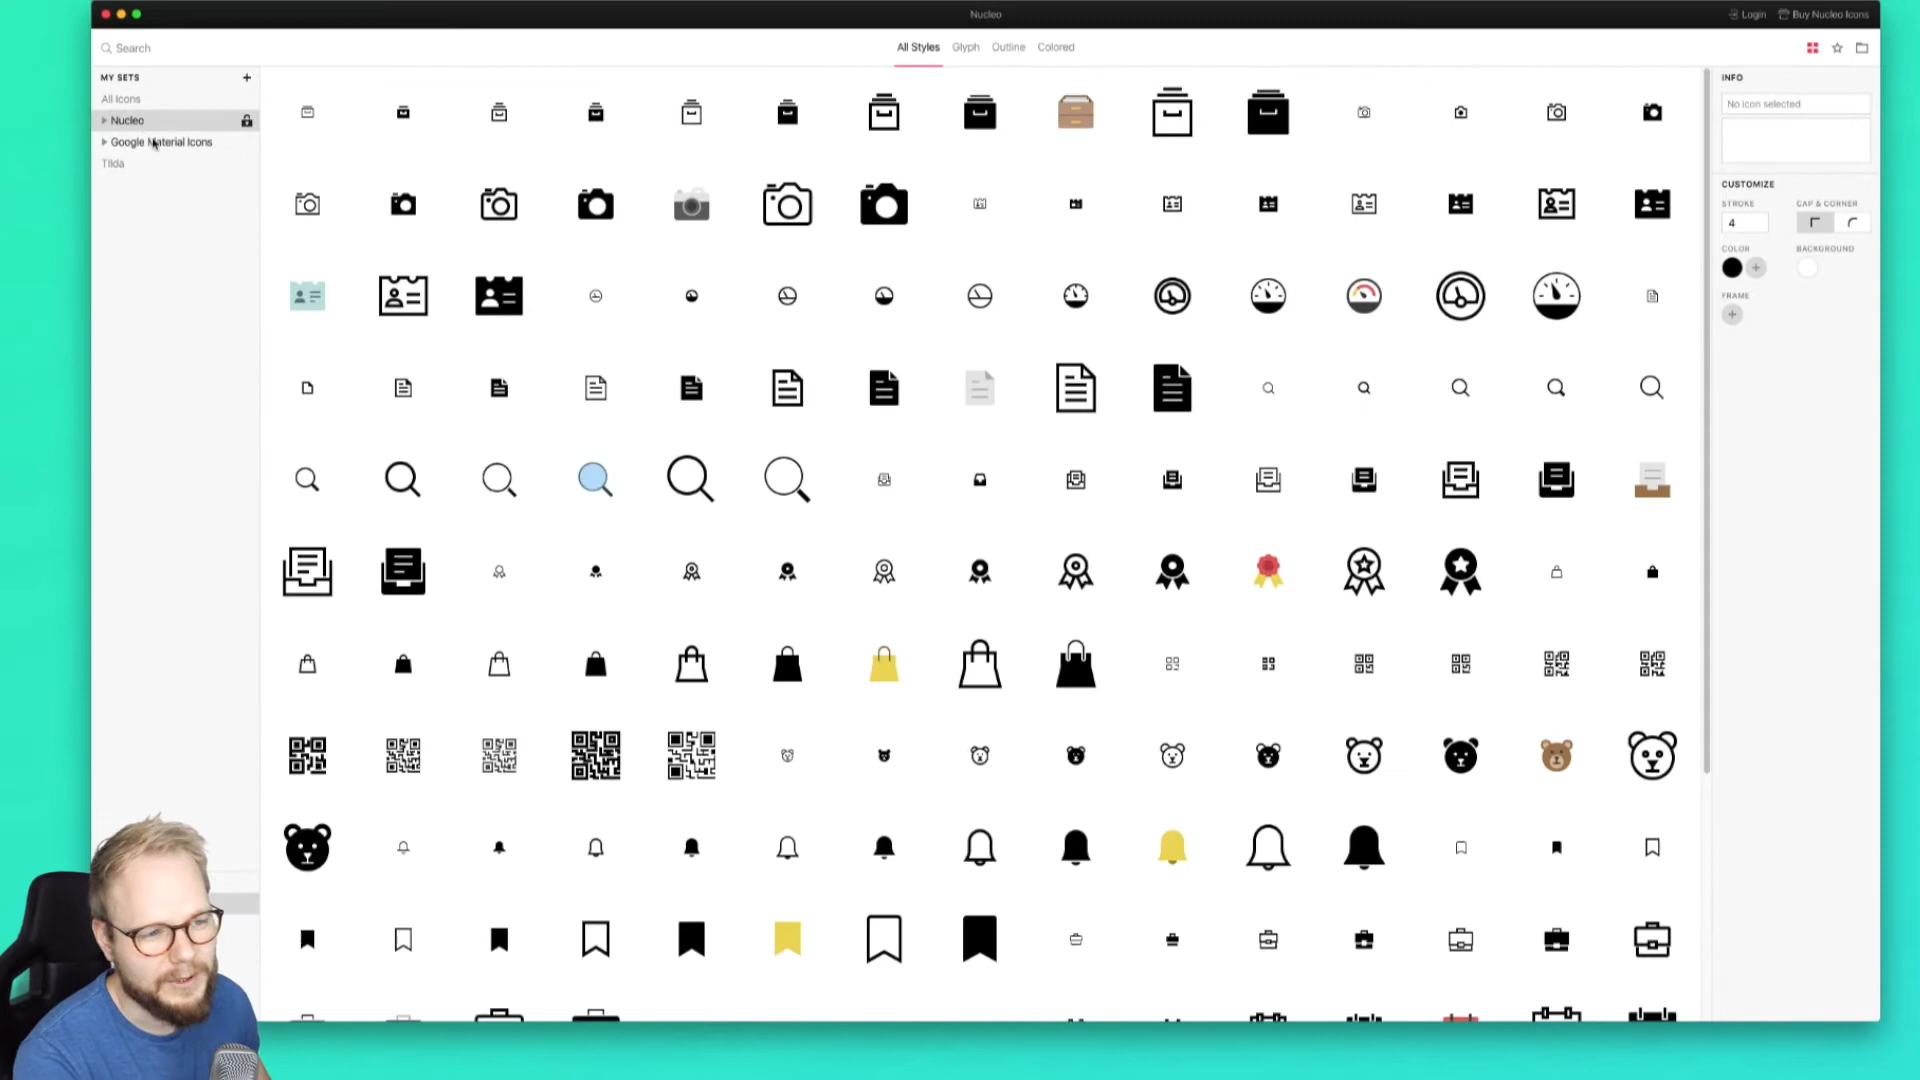 Nucleo
Login
Buy Nucleo Icons
Search
All Styles
Glyph
Outline
Colored
MY SETS
All Icons
Nucleo
Google Material Icons
Tilda
INFO
No icon selected
CUSTOMIZE
STROKE
CAP & CORNER
4
COLOR
BACKGROUND
FRAME